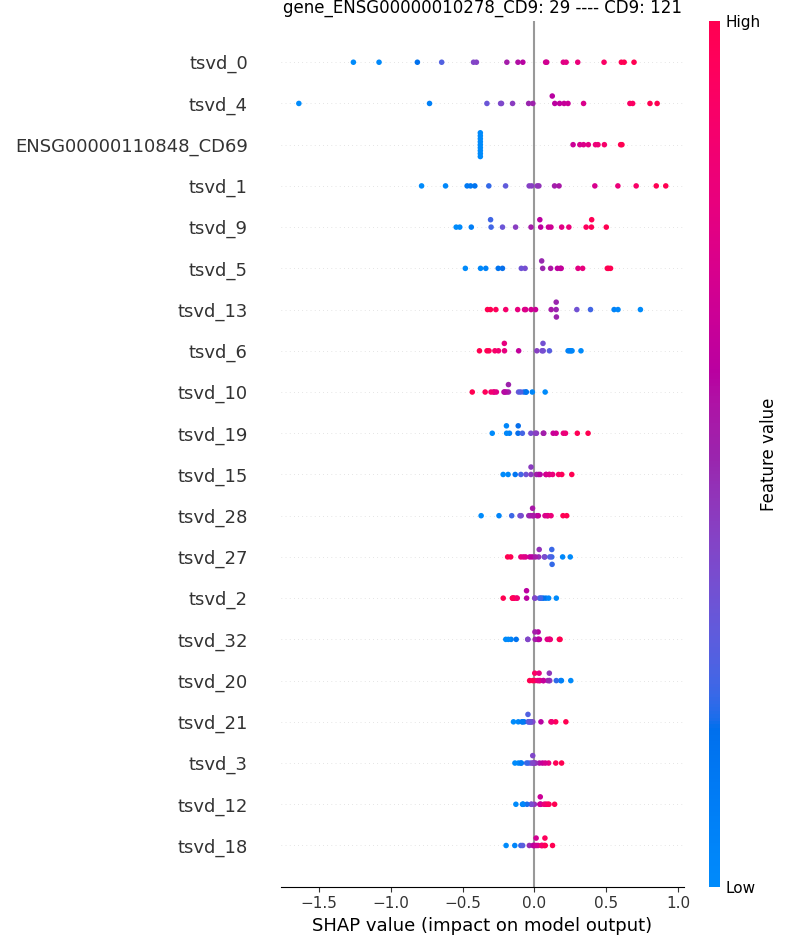 gene_ENSG00000010278_CD9: 29 ---- CD9: 121
High
tsvd_0
tsvd_4
ENSG00000110848_CD69
tsvd_1
tsvd_9
tsvd_5
tsvd_13
tsvd_6
tsvd_10
tsvd_19
tsvd_15
tsvd_28
tsvd_27
tsvd_2
tsvd_32
tsvd_20
tsvd_21
tsvd_3
tsvd_12
tsvd_18
Feature value
Low
−1.5 −1.0 −0.5 0.0 0.5 1.0
SHAP value (impact on model output)